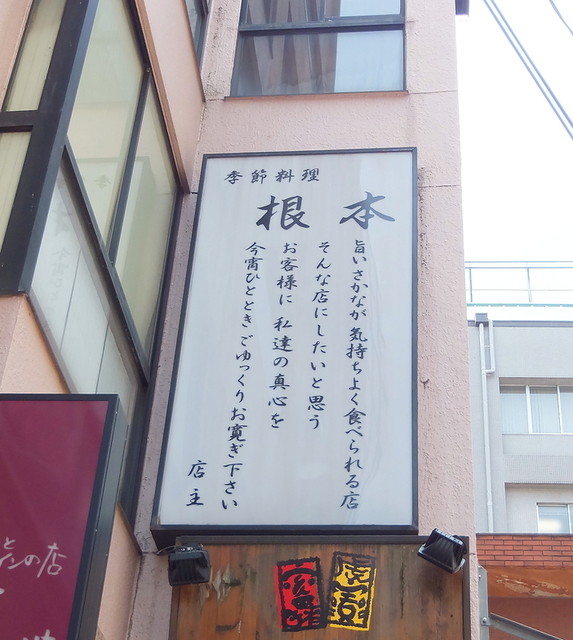 季節料理
根本
旨いさかなが気持ちよく食べられる店
そんな店にしたいと思う
お客様に 私達の真心を
今宵ひとときごゆっくりお寛ぎ下さい
店主
の店